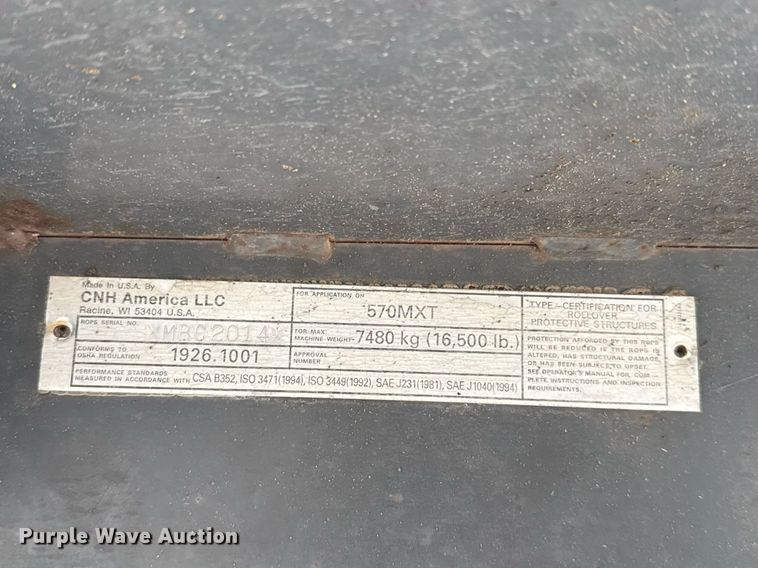 Made in U.S.A. By
CNH America LLC
Racine, WI 53404 U.S.A.
ROPS SERIAL NO.
CONFORMS TO
OSHA REGULATION 1926.1001
FOR APPLICATION ON
570MXT
FOR MAX.
MACHINE-WEIGHT- 7480 kg (16,500 lb.)
APPROVAL
NUMBER
PERFORMANCE STANDARDS
MEASURED IN ACCORDANCE WITH CSA B352, ISO 3471(1994), ISO 3449(1992), SAE J231(1981), SAE J1040(1994)
TYPE - CERTIFICATION FOR
ROLLOVER
PROTECTIVE STRUCTURES
PROTECTION AFFORDED BY THIS ROPS
WILL BE REDUCED IF THE ROPS IS
ALTERED, HAS STRUCTURAL DAMAGE,
OR HAS BEEN SUBJECT TO UPSET.
SEE OPERATOR'S MANUAL FOR COM
PLETE INSTRUCTIONS AND INSPECTION
REQUIREMENTS.
Purple Wave Auction